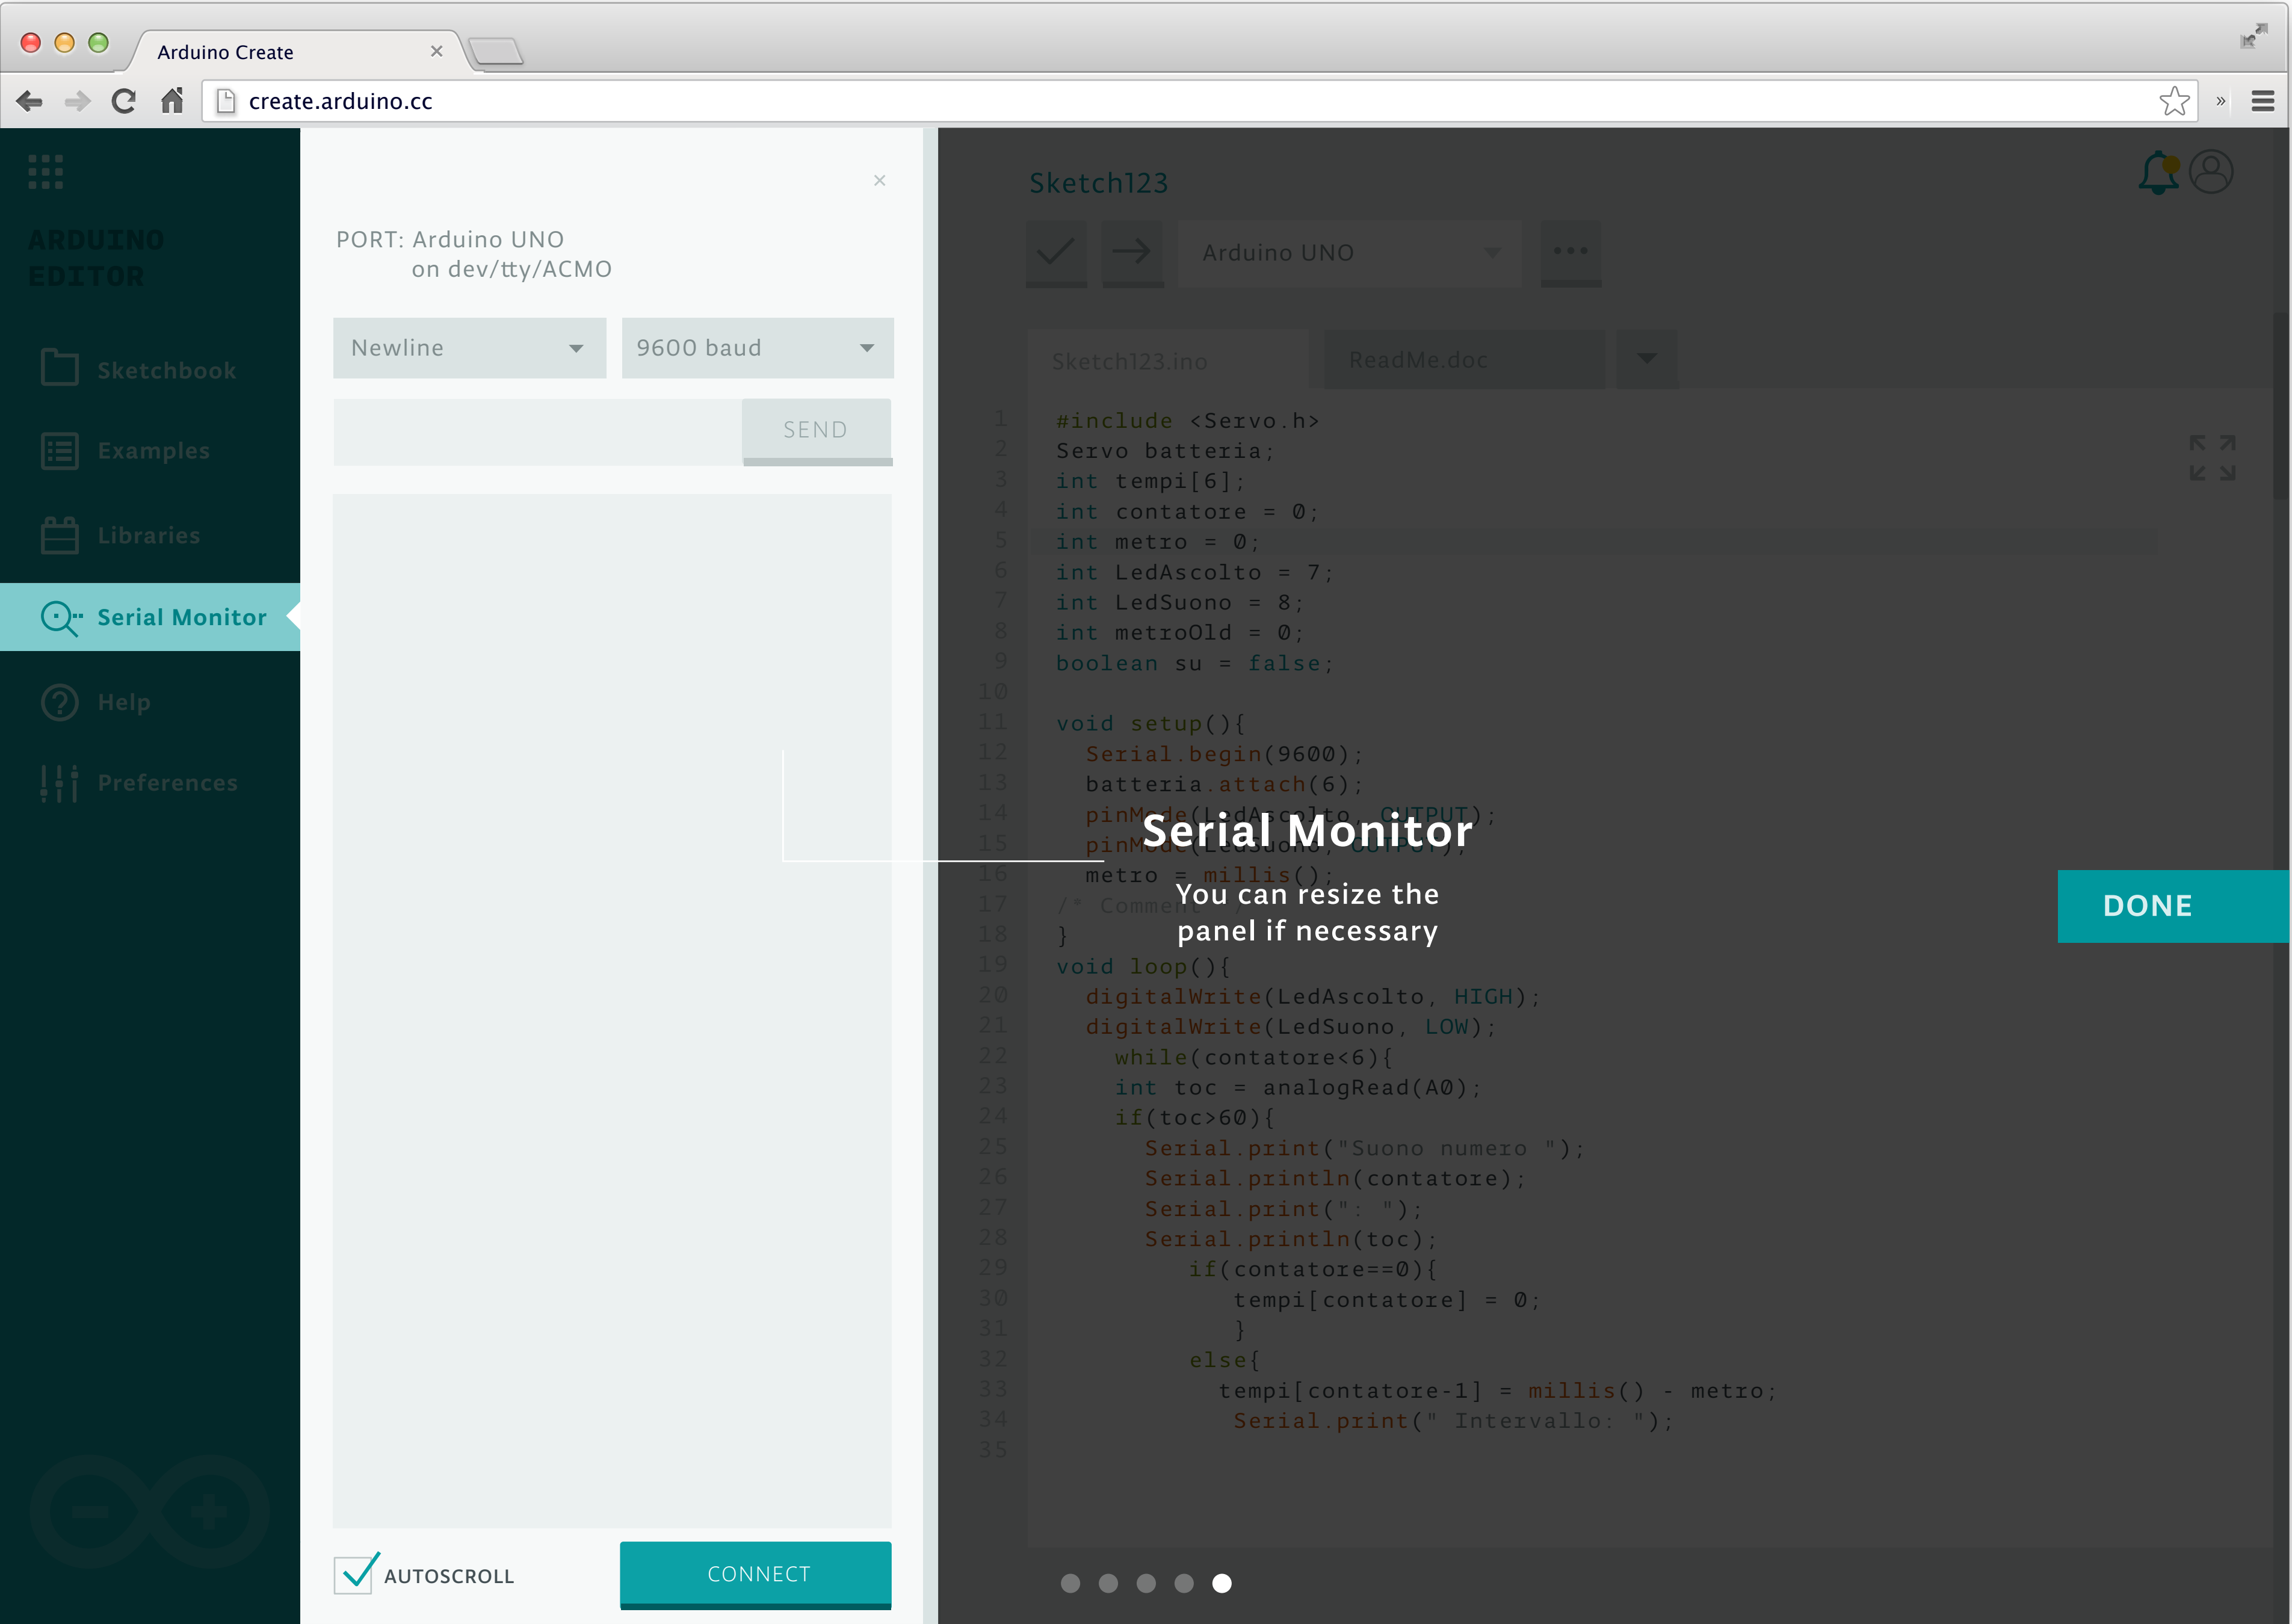 Arduino Create
create.arduino.cc
ARDUINO
EDITOR
Sketchbook
Examples
Libraries
Serial Monitor
Help
Preferences
PORT: Arduino UNO
on dev/tty/ACMO
Newline
9600 baud
SEND
AUTOSCROLL
CONNECT
Sketch123
Arduino UNO
Sketch123.ino
ReadMe.doc
1 #include <Servo.h>
2 Servo batteria;
3 int tempi[6];
4 int contatore = 0;
5 int metro = 0;
6 int LedAscolto = 7;
7 int LedSuono = 8;
8 int metroOld = 0;
9 boolean su = false;
10
11 void setup(){
12 Serial.begin(9600);
13 batteria.attach(6);
14 pinMode(LedAscolto, OUTPUT);
15 pinMode(LedSuono, OUTPUT);
16 metro = millis();
17 /* Comment */
18 }
19 void loop(){
20 digitalWrite(LedAscolto, HIGH);
21 digitalWrite(LedSuono, LOW);
22 while(contatore<6){
23 int toc = analogRead(A0);
24 if(toc>60){
25 Serial.print("Suono numero ");
26 Serial.println(contatore);
27 Serial.print(": ");
28 Serial.println(toc);
29 if(contatore==0){
30 tempi[contatore] = 0;
31 }
32 else{
33 tempi[contatore-1] = millis() - metro;
34 Serial.print(" Intervallo: ");
35
Serial Monitor
You can resize the
panel if necessary
DONE